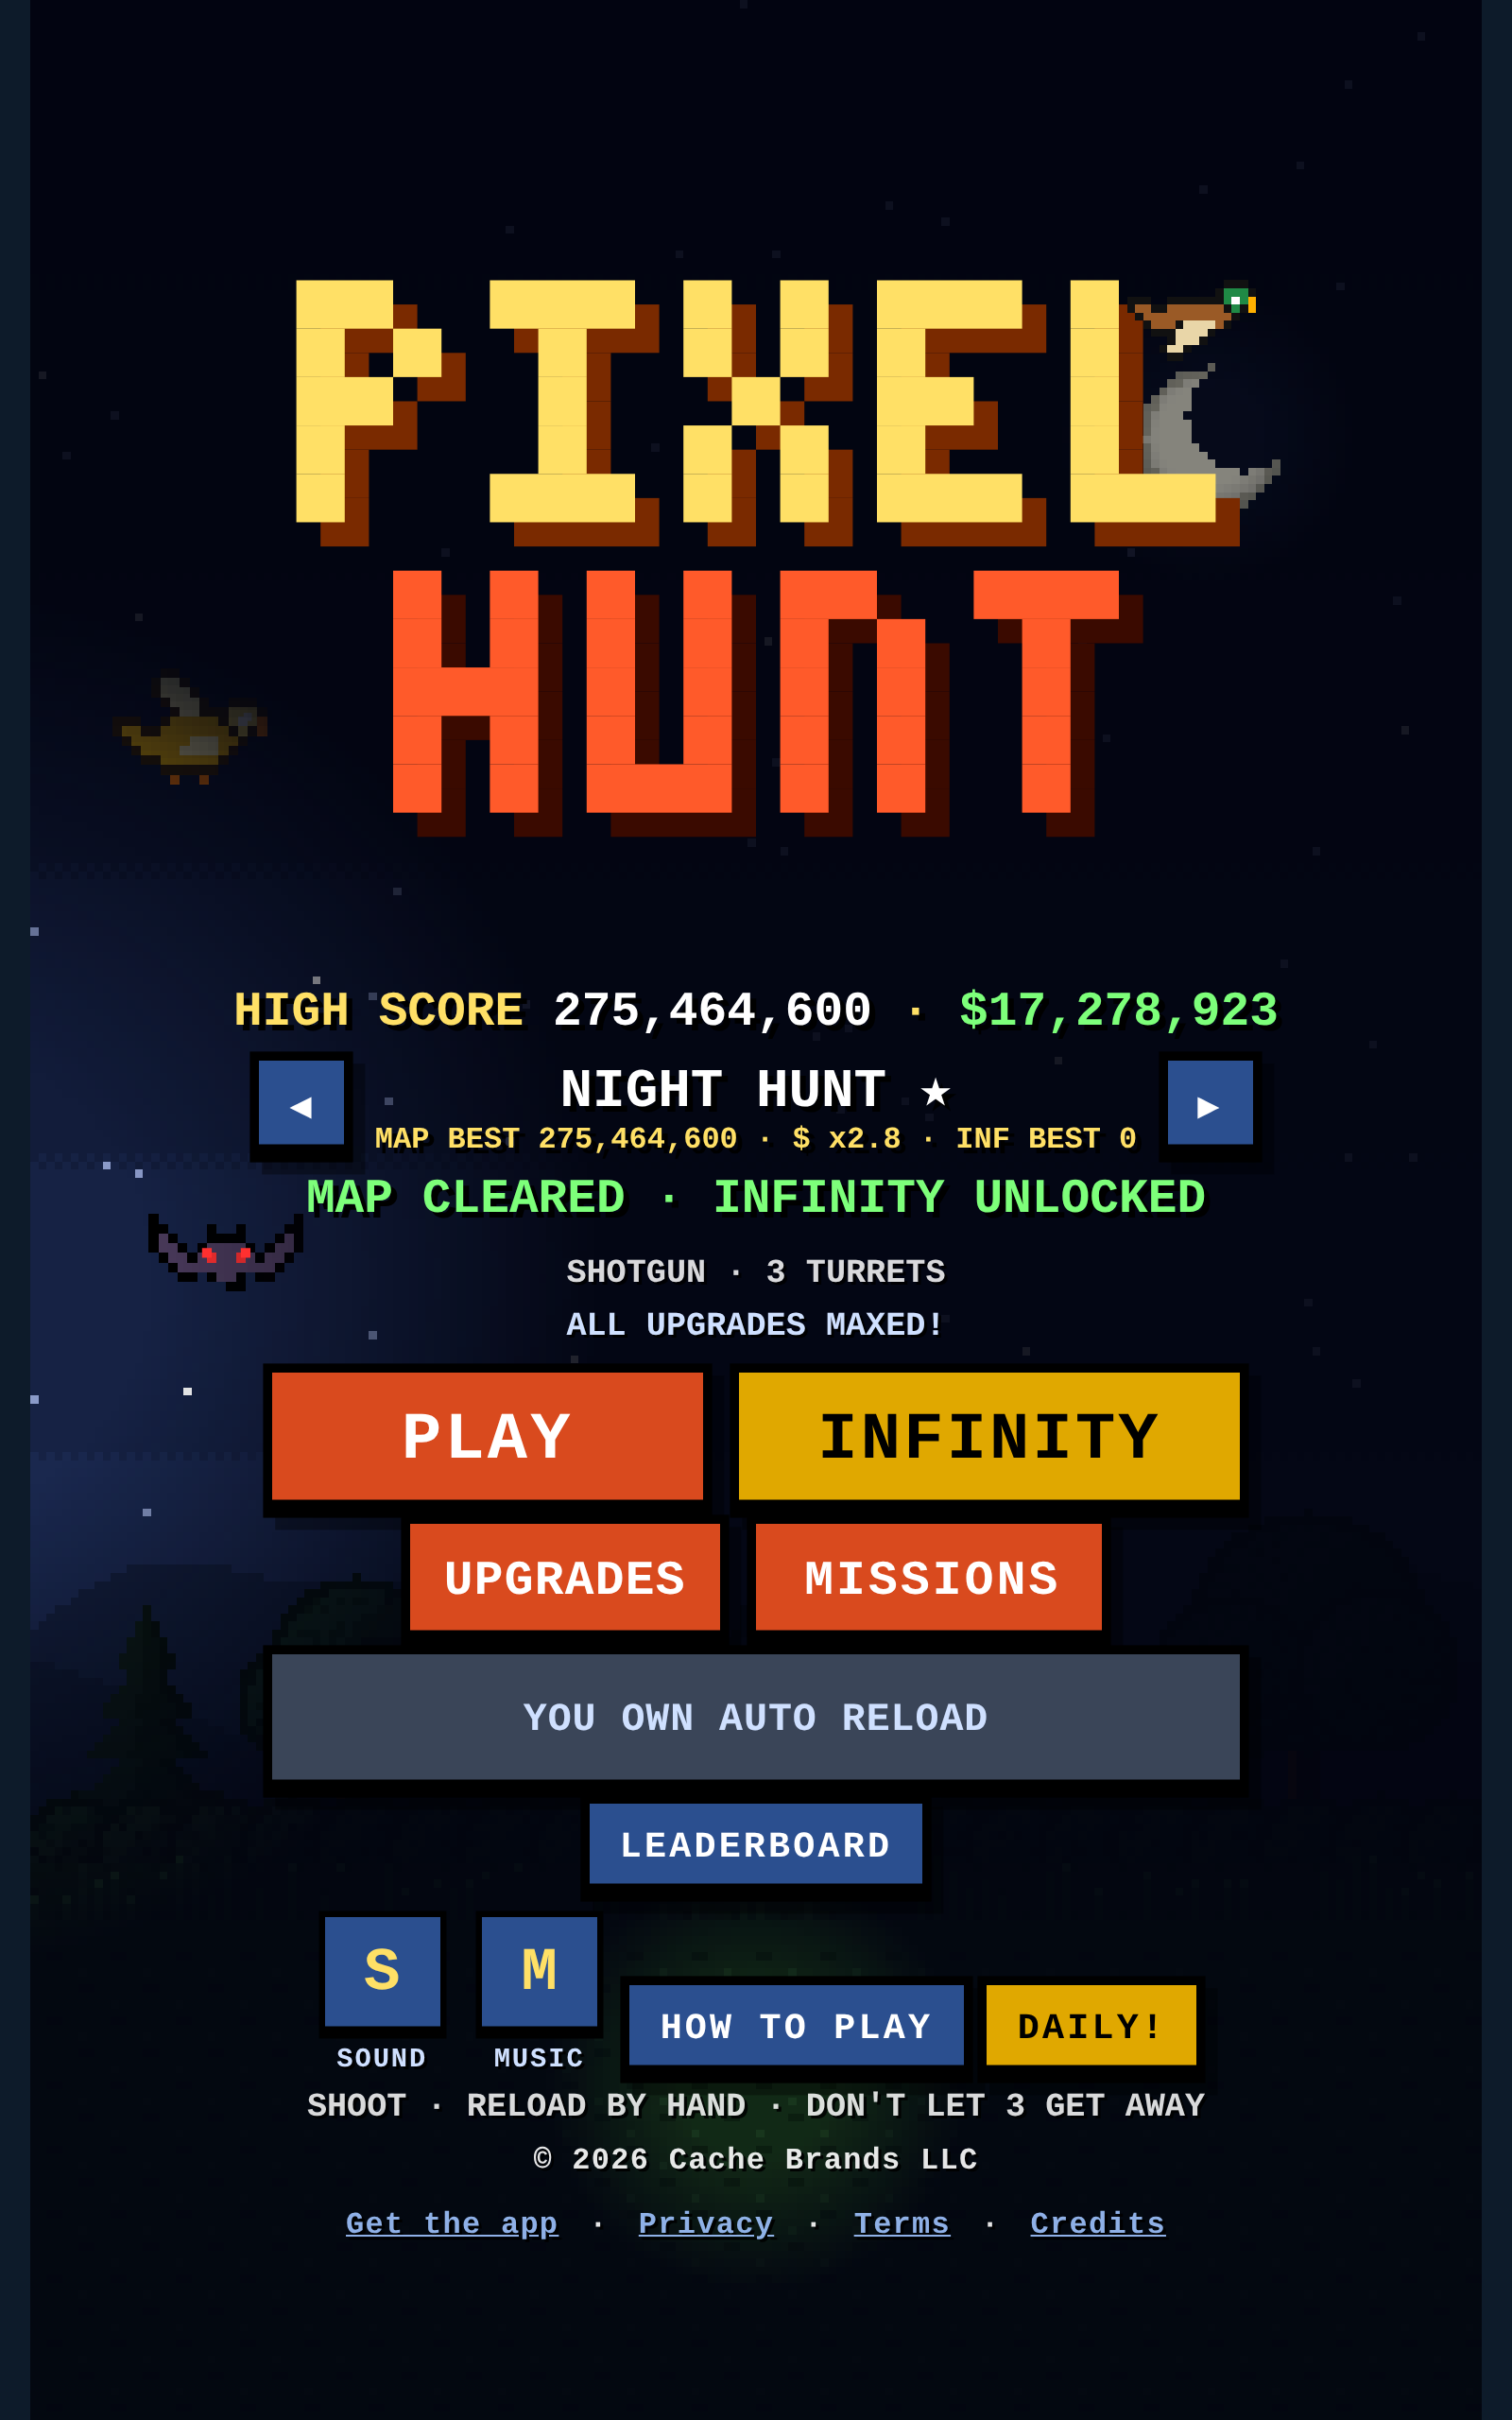 PIXEL
HUNT
HIGH SCORE 275,464,600 · $17,278,923
◀ NIGHT HUNT ★ ▶
MAP BEST 275,464,600 · $ x2.8 · INF BEST 0
MAP CLEARED · INFINITY UNLOCKED
SHOTGUN · 3 TURRETS
ALL UPGRADES MAXED!
PLAY INFINITY
UPGRADES MISSIONS
YOU OWN AUTO RELOAD
LEADERBOARD
S M
HOW TO PLAY DAILY!
SOUND MUSIC
SHOOT · RELOAD BY HAND · DON'T LET 3 GET AWAY
© 2026 Cache Brands LLC
Get the app · Privacy · Terms · Credits